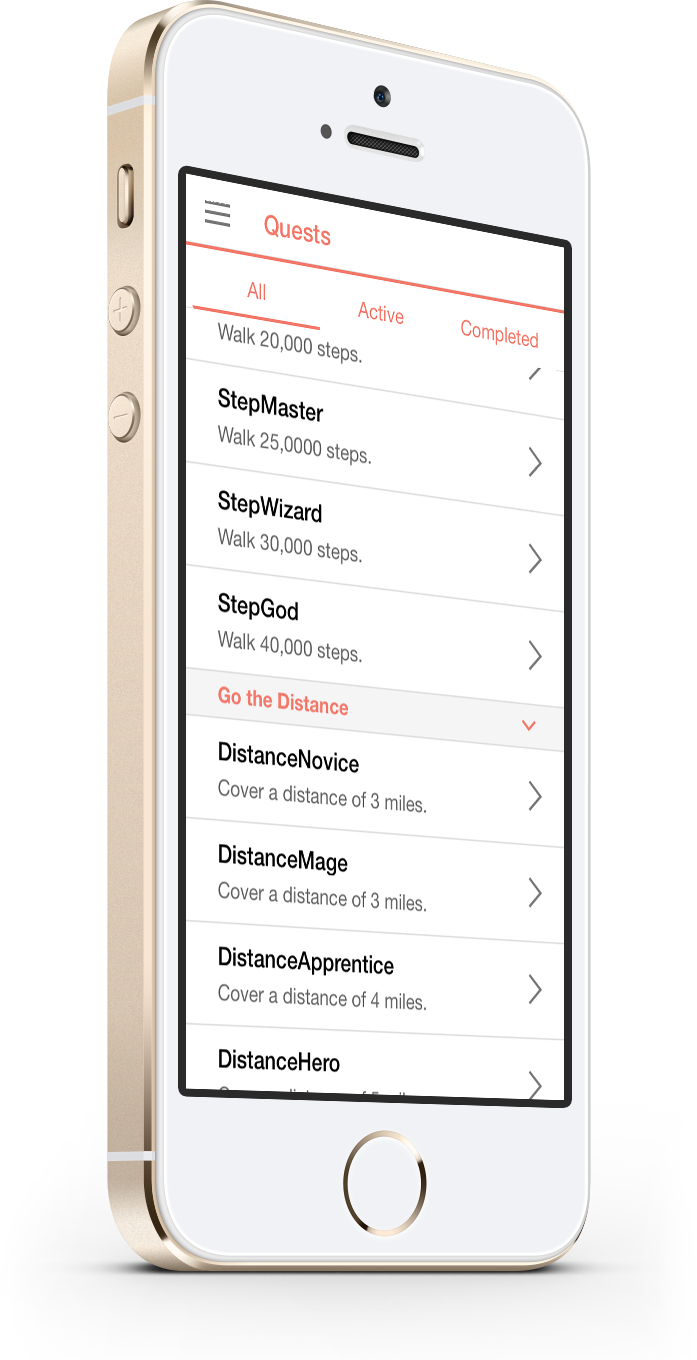 Quests
All
Active
Completed
Walk 20,000 steps.
StepMaster
Walk 25,0000 steps.
StepWizard
Walk 30,000 steps.
StepGod
Walk 40,000 steps.
Go the Distance
DistanceNovice
Cover a distance of 3 miles.
DistanceMage
Cover a distance of 3 miles.
DistanceApprentice
Cover a distance of 4 miles.
DistanceHero